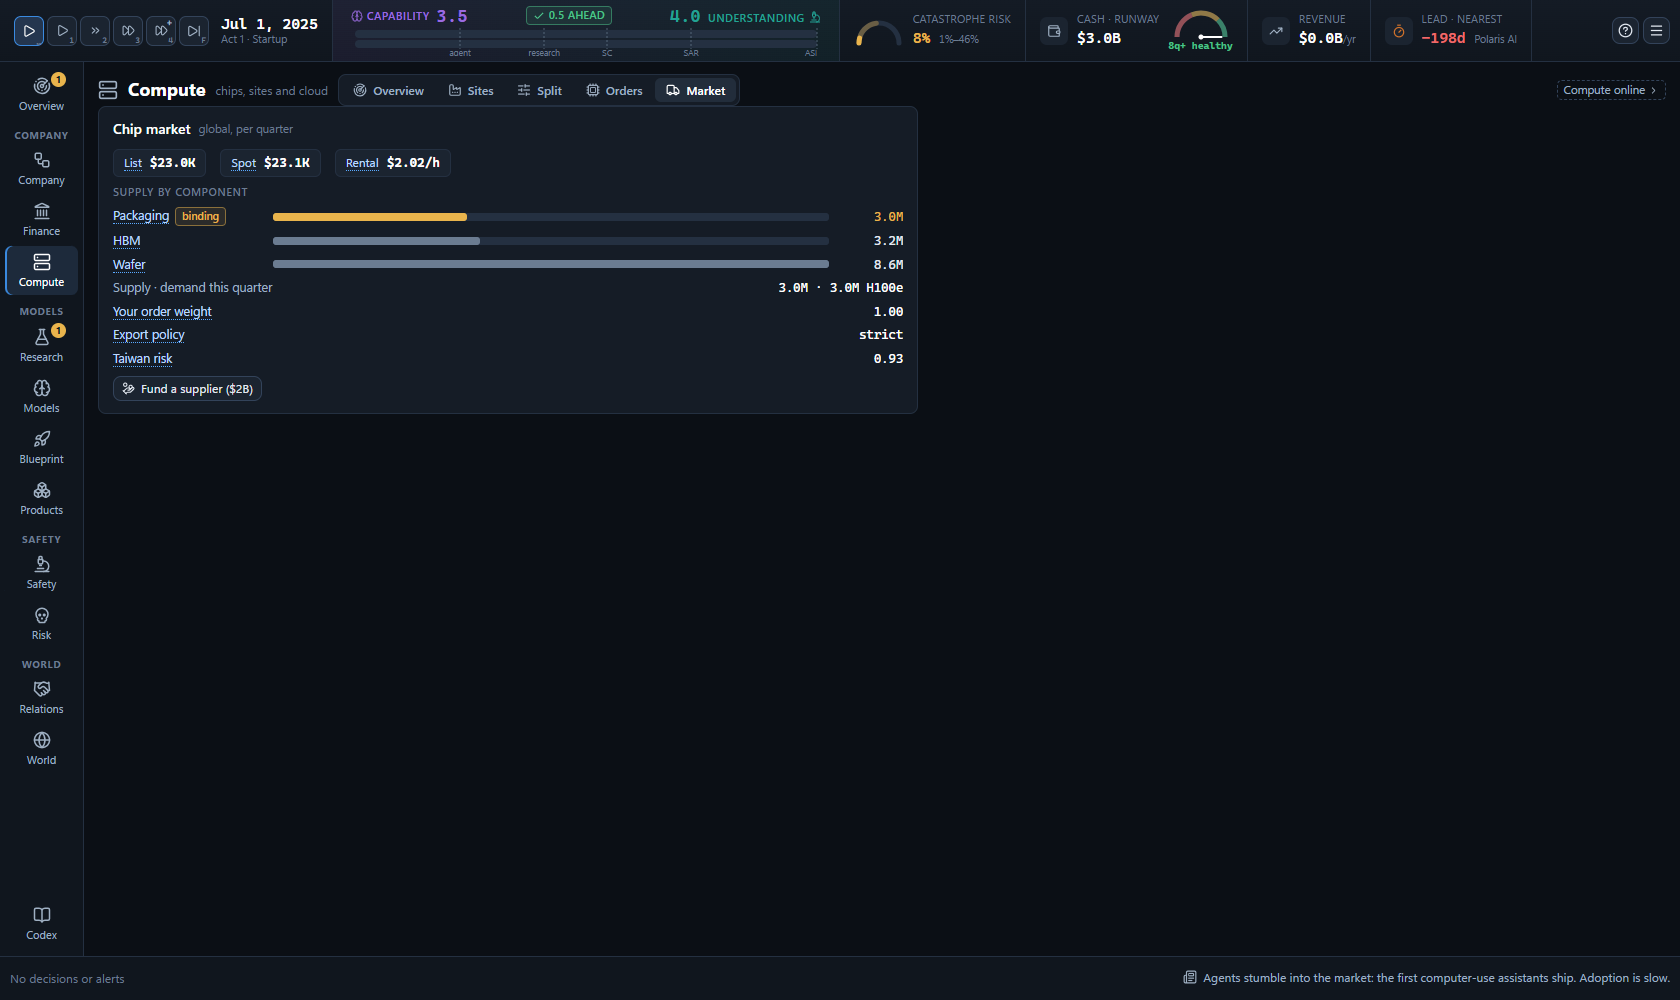 1
2
3
4
F
Jul 1, 2025
Act 1 · Startup
CAPABILITY 3.5
0.5 AHEAD
4.0 UNDERSTANDING
agent research SC SAR ASI
CATASTROPHE RISK
8% 1%–46%
CASH · RUNWAY
$3.0B
8q+ healthy
REVENUE
$0.0B/yr
LEAD · NEAREST
−198d Polaris AI
1
Overview
COMPANY
Company
Finance
Compute
MODELS
1
Research
Models
Blueprint
Products
SAFETY
Safety
Risk
WORLD
Relations
World
Codex
Compute chips, sites and cloud
Overview Sites Split Orders Market
Compute online ›
Chip market global, per quarter
List $23.0K Spot $23.1K Rental $2.02/h
SUPPLY BY COMPONENT
Packaging binding 3.0M
HBM 3.2M
Wafer 8.6M
Supply · demand this quarter 3.0M · 3.0M H100e
Your order weight 1.00
Export policy strict
Taiwan risk 0.93
Fund a supplier ($2B)
No decisions or alerts
Agents stumble into the market: the first computer-use assistants ship. Adoption is slow.